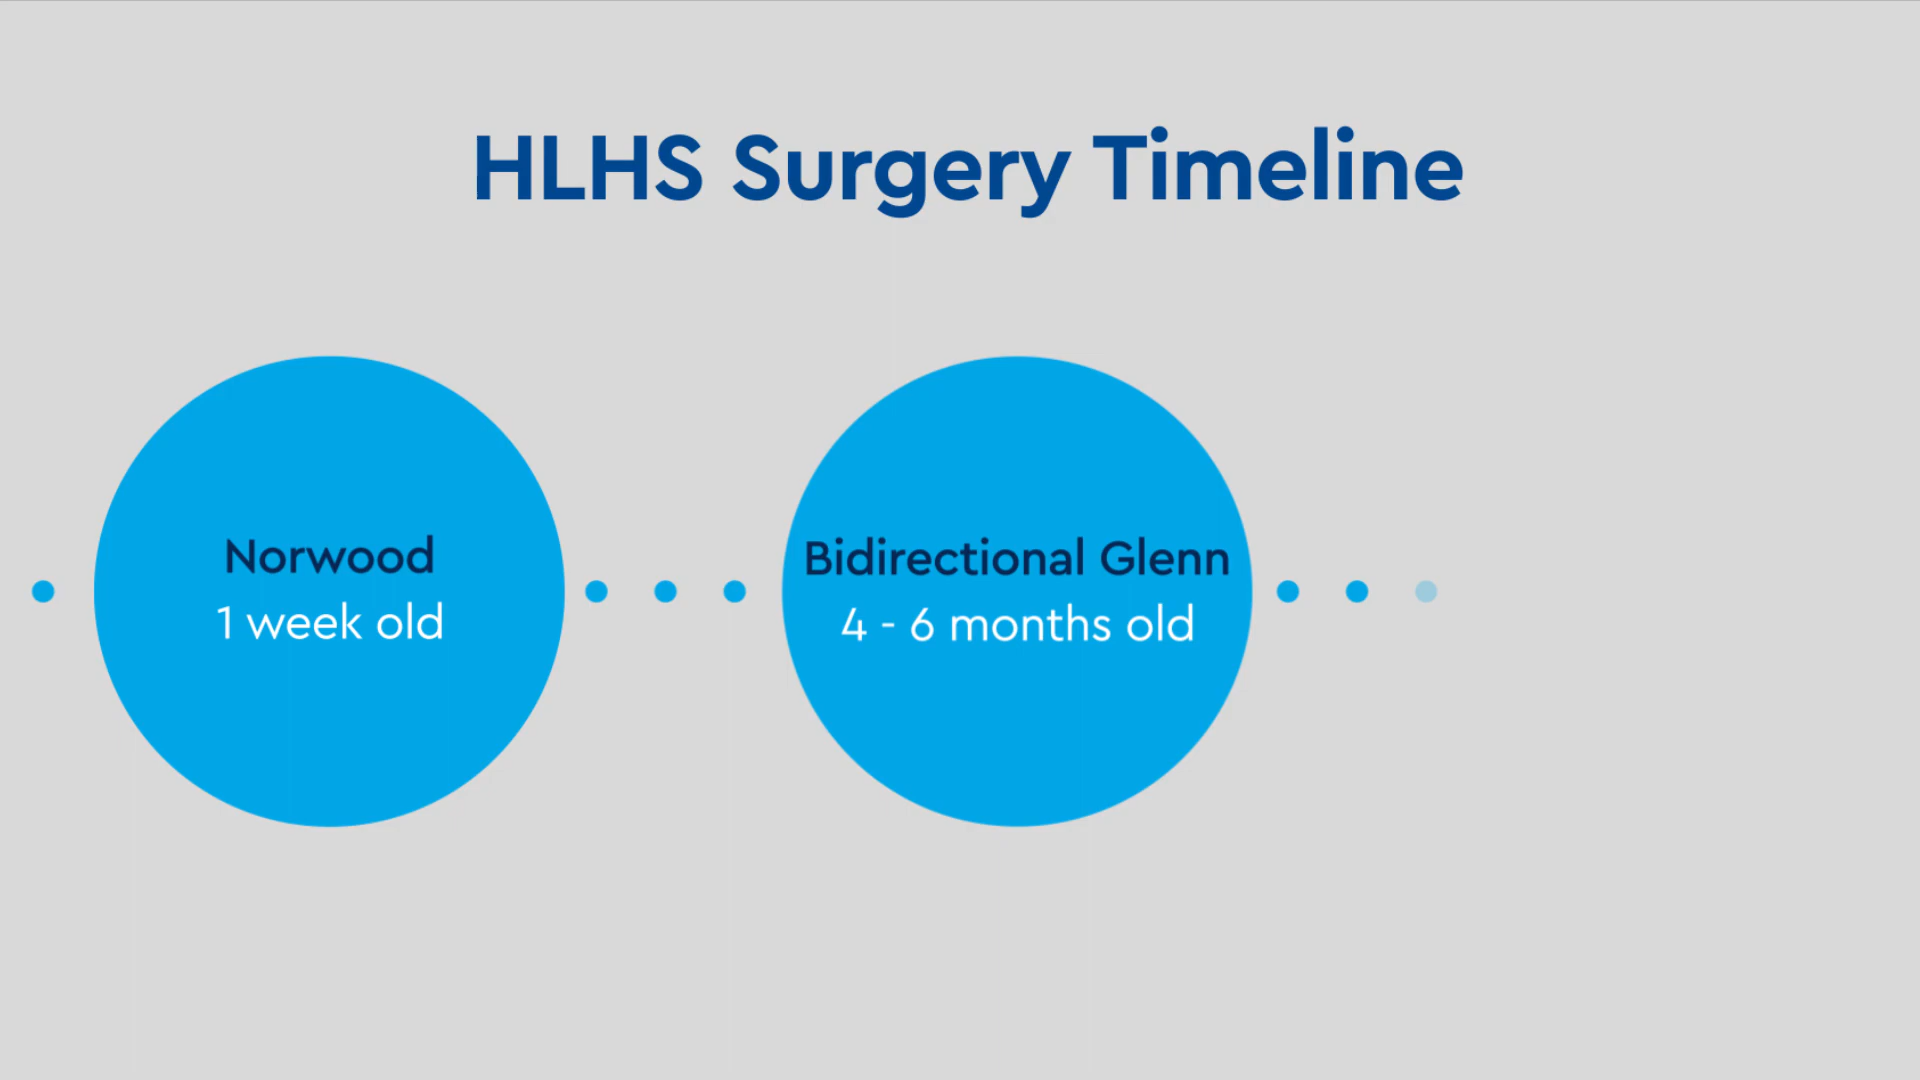 HLHS Surgery Timeline
Norwood
1 week old
Bidirectional Glenn
4 - 6 months old